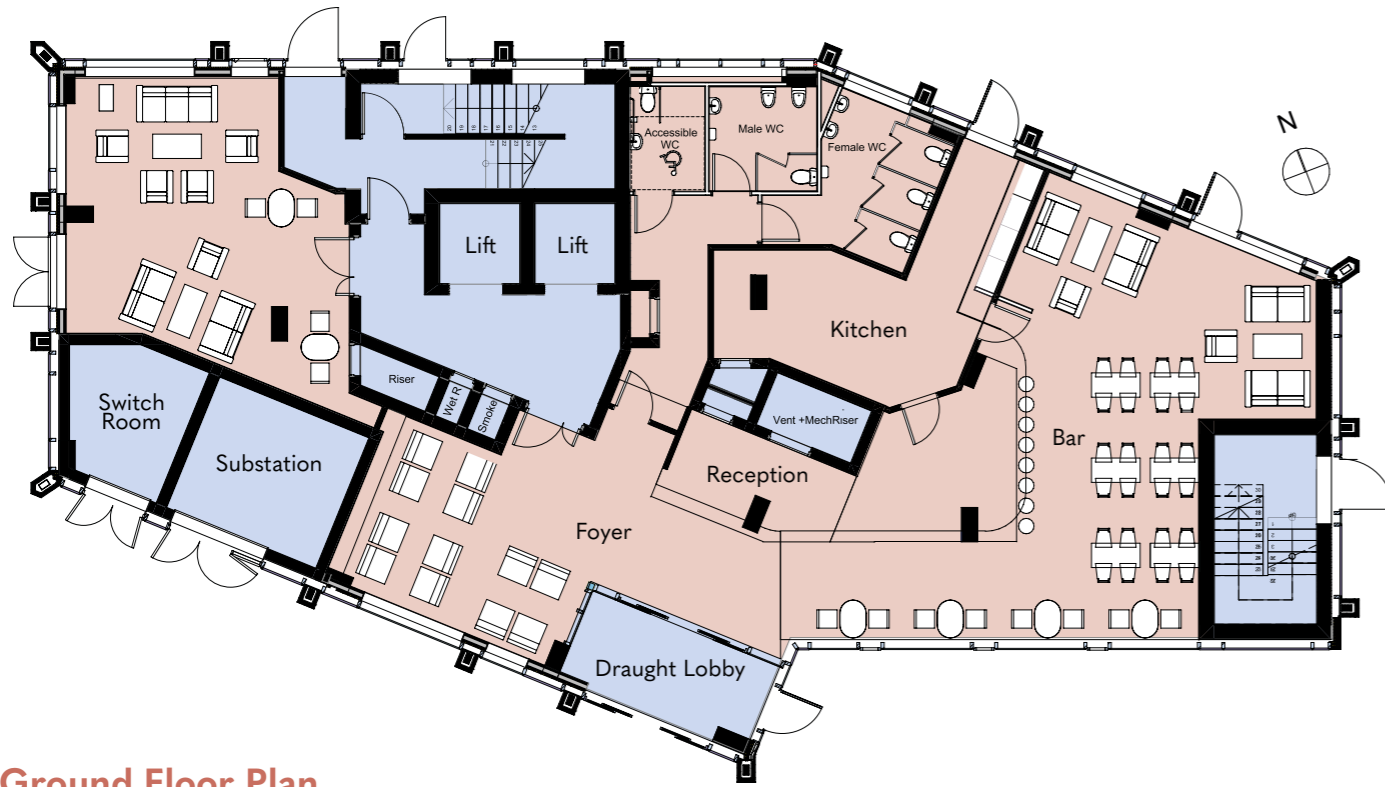 N
Accessible
WC
Male WC
Female WC
Lift
Lift
Kitchen
Riser
Wet R
Smoke
Vent +MechRiser
Switch
Room
Substation
Reception
Bar
Foyer
Draught Lobby
Ground Floor Plan